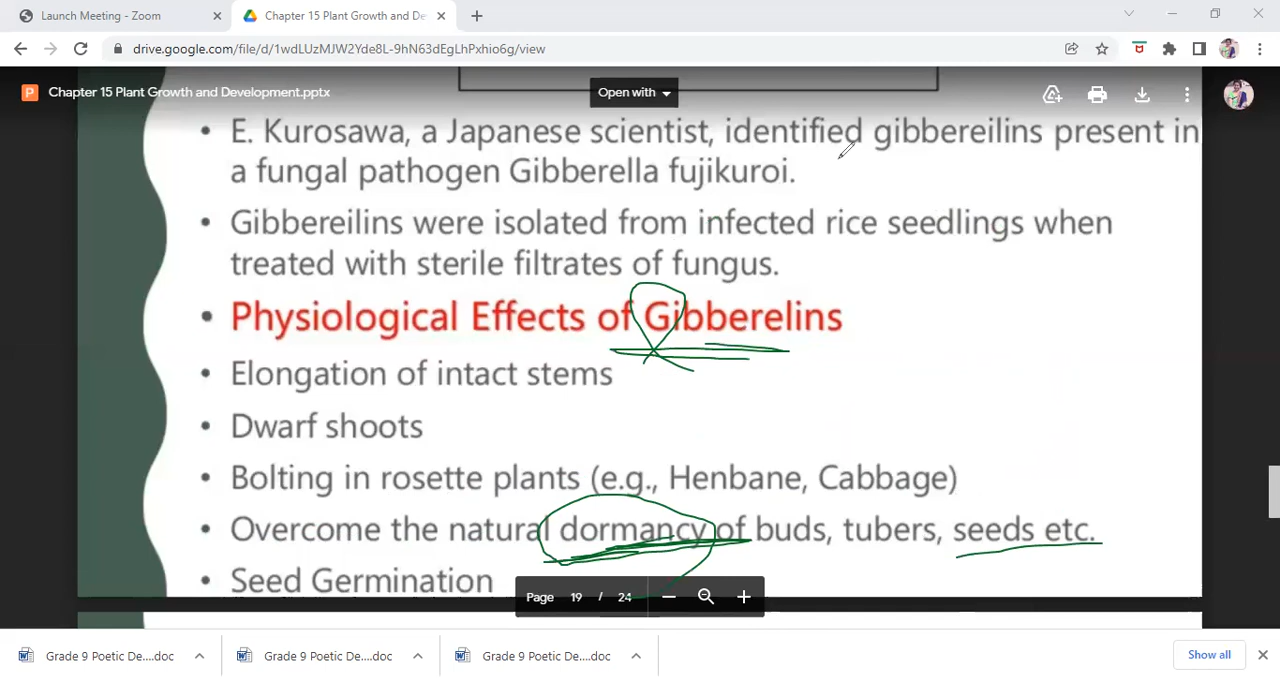 Launch Meeting - Zoom
Chapter 15 Plant Growth and De
drive.google.com/file/d/1wdLUzMJW2Yde8L-9hN63dEgLhPxhio6g/view
Chapter 15 Plant Growth and Development.pptx
Open with
• E. Kurosawa, a Japanese scientist, identified gibbereilins present in
a fungal pathogen Gibberella fujikuroi.
• Gibbereilins were isolated from infected rice seedlings when
treated with sterile filtrates of fungus.
• Physiological Effects of Gibberelins
• Elongation of intact stems
• Dwarf shoots
• Bolting in rosette plants (e.g., Henbane, Cabbage)
• Overcome the natural dormancy of buds, tubers, seeds etc.
• Seed Germination
Page 19 / 24
Grade 9 Poetic De....doc
Grade 9 Poetic De....doc
Grade 9 Poetic De....doc
Show all